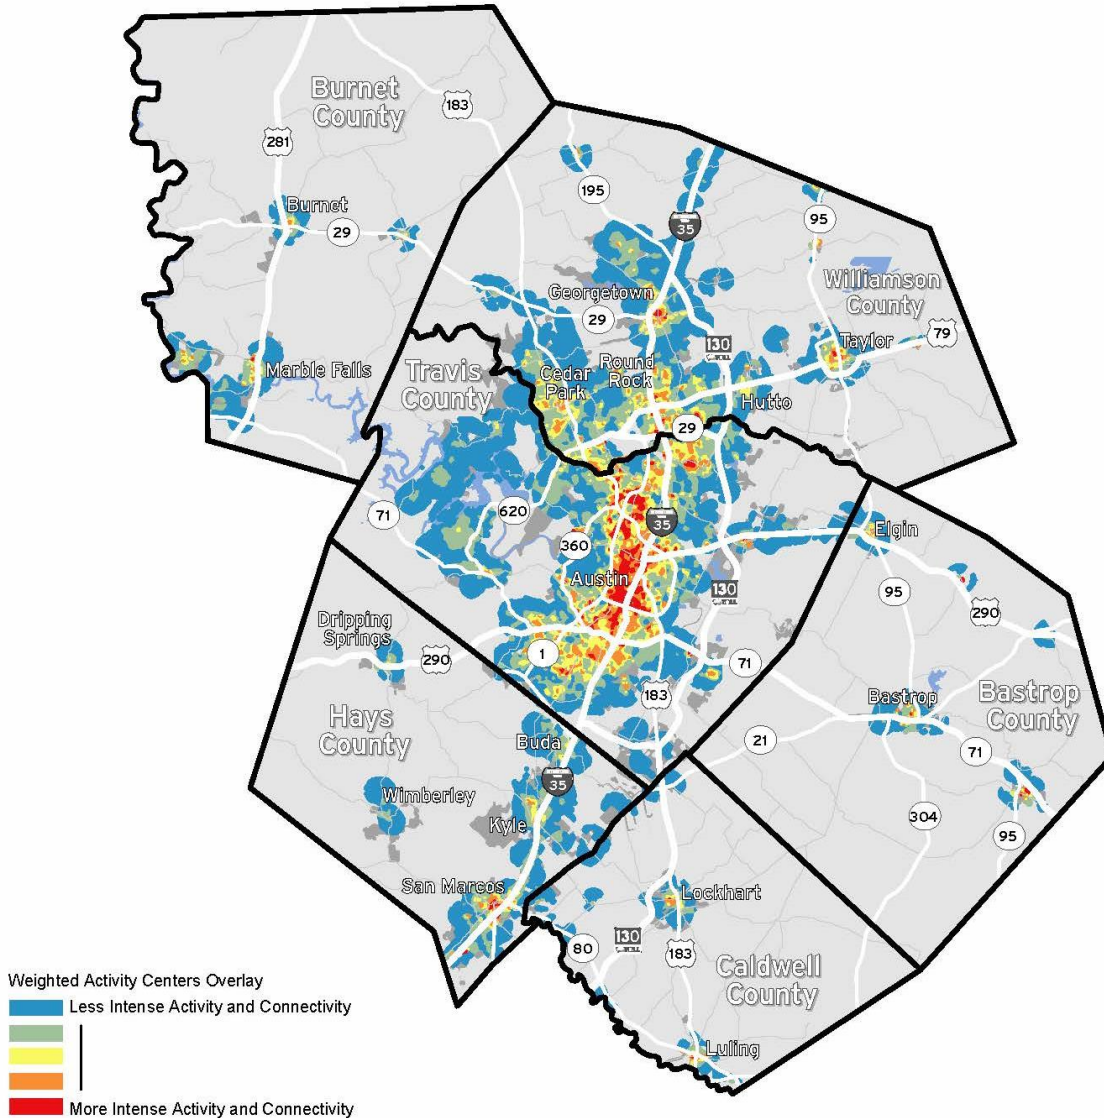 Burnet
County
183
281
Burnet
29
195
35
95
Williamson
County
Georgetown
29
130
79
Taylor
Marble Falls
Travis
County
Cedar
Park
Round
Rock
Hutto
29
71
620
35
360
Austin
130
Elgin
95
290
Dripping
Springs
290
1
71
183
Bastrop
Bastrop
County
Hays
County
Buda
21
71
35
Wimberley
Kyle
304
95
San Marcos
Lockhart
130
80
183
Caldwell
County
Luling
Weighted Activity Centers Overlay
Less Intense Activity and Connectivity
More Intense Activity and Connectivity